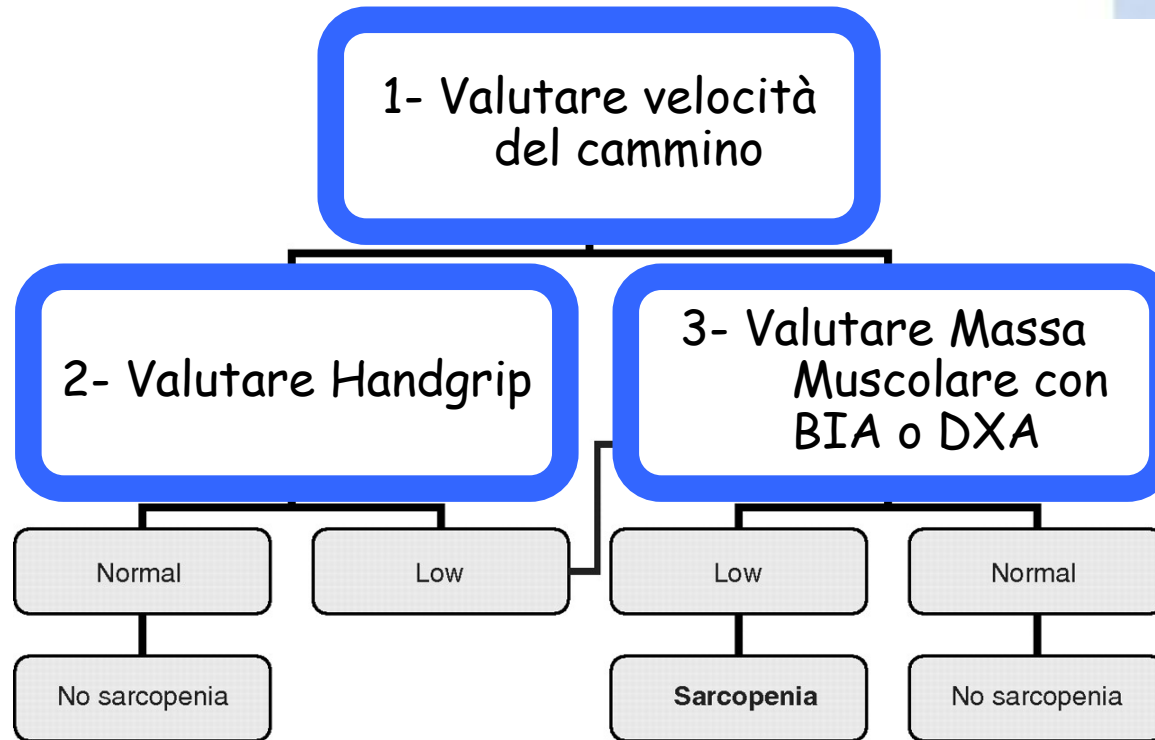 1- Valutare velocità
del cammino
2- Valutare Handgrip
3- Valutare Massa
Muscolare con
BIA o DXA
Normal
Low
Low
Normal
No sarcopenia
Sarcopenia
No sarcopenia